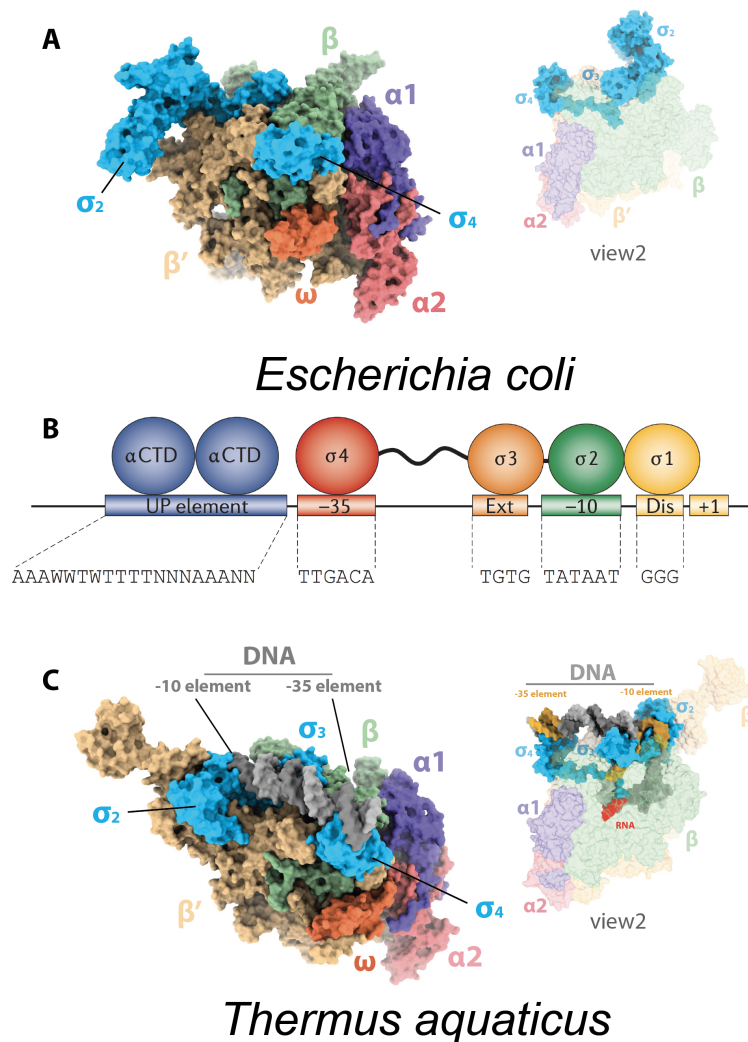 A
β
α1
σ2
σ4
β′
ω
α2
σ2
σ3
σ4
α1
α2
β′
β
view2
Escherichia coli
B
αCTD αCTD σ4 σ3 σ2 σ1
UP element −35 Ext −10 Dis +1
AAAWWTWTTTTNNNAAANN TTGACA TGTG TATAAT GGG
C
DNA
-10 element -35 element
σ3
β
α1
σ2
σ4
β′
ω
α2
DNA
-35 element -10 element
σ2
β
σ4
σ3
α1
RNA
β
α2
view2
Thermus aquaticus